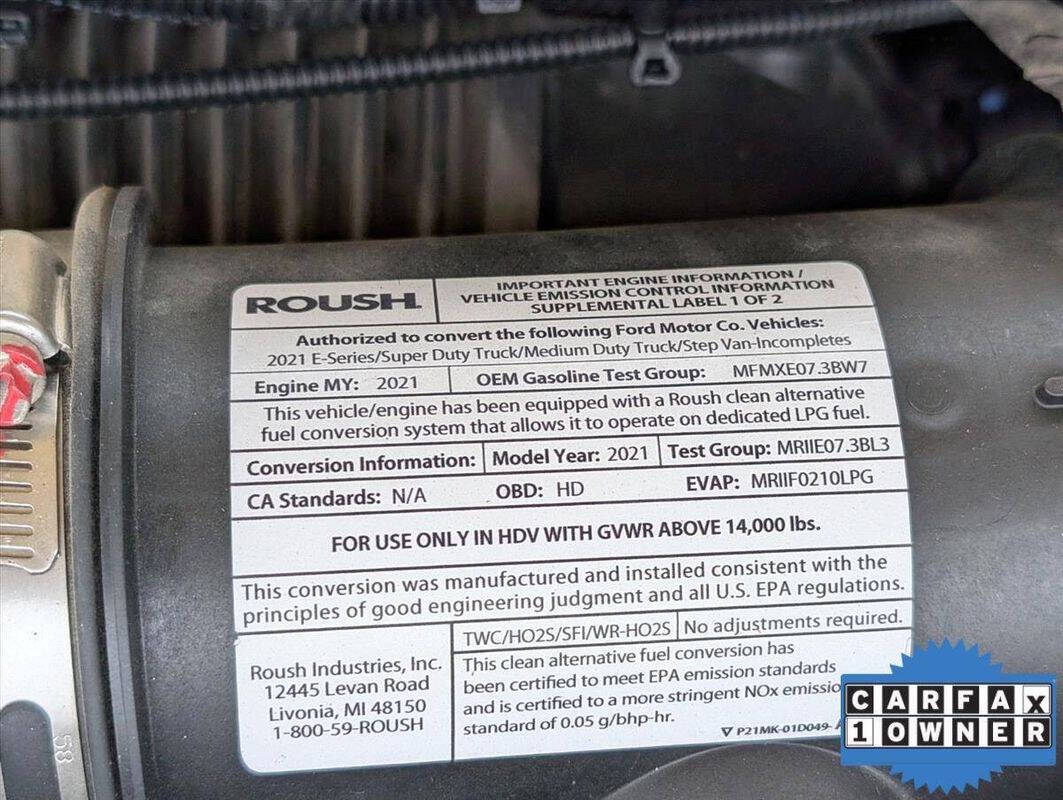 ROUSH
IMPORTANT ENGINE INFORMATION /
VEHICLE EMISSION CONTROL INFORMATION
SUPPLEMENTAL LABEL 1 OF 2
Authorized to convert the following Ford Motor Co. Vehicles:
2021 E-Series/Super Duty Truck/Medium Duty Truck/Step Van-Incompletes
Engine MY: 2021 OEM Gasoline Test Group: MFMXE07.3BW7
This vehicle/engine has been equipped with a Roush clean alternative
fuel conversion system that allows it to operate on dedicated LPG fuel.
Conversion Information: Model Year: 2021 Test Group: MRIIE07.3BL3
CA Standards: N/A OBD: HD EVAP: MRIIF0210LPG
FOR USE ONLY IN HDV WITH GVWR ABOVE 14,000 lbs.
This conversion was manufactured and installed consistent with the
principles of good engineering judgment and all U.S. EPA regulations.
Roush Industries, Inc.
12445 Levan Road
Livonia, MI 48150
1-800-59-ROUSH
TWC/HO2S/SFI/WR-HO2S No adjustments required.
This clean alternative fuel conversion has
been certified to meet EPA emission standards
and is certified to a more stringent NOx emissio
standard of 0.05 g/bhp-hr.
P21MK-01D049-
CARFAX
1 OWNER